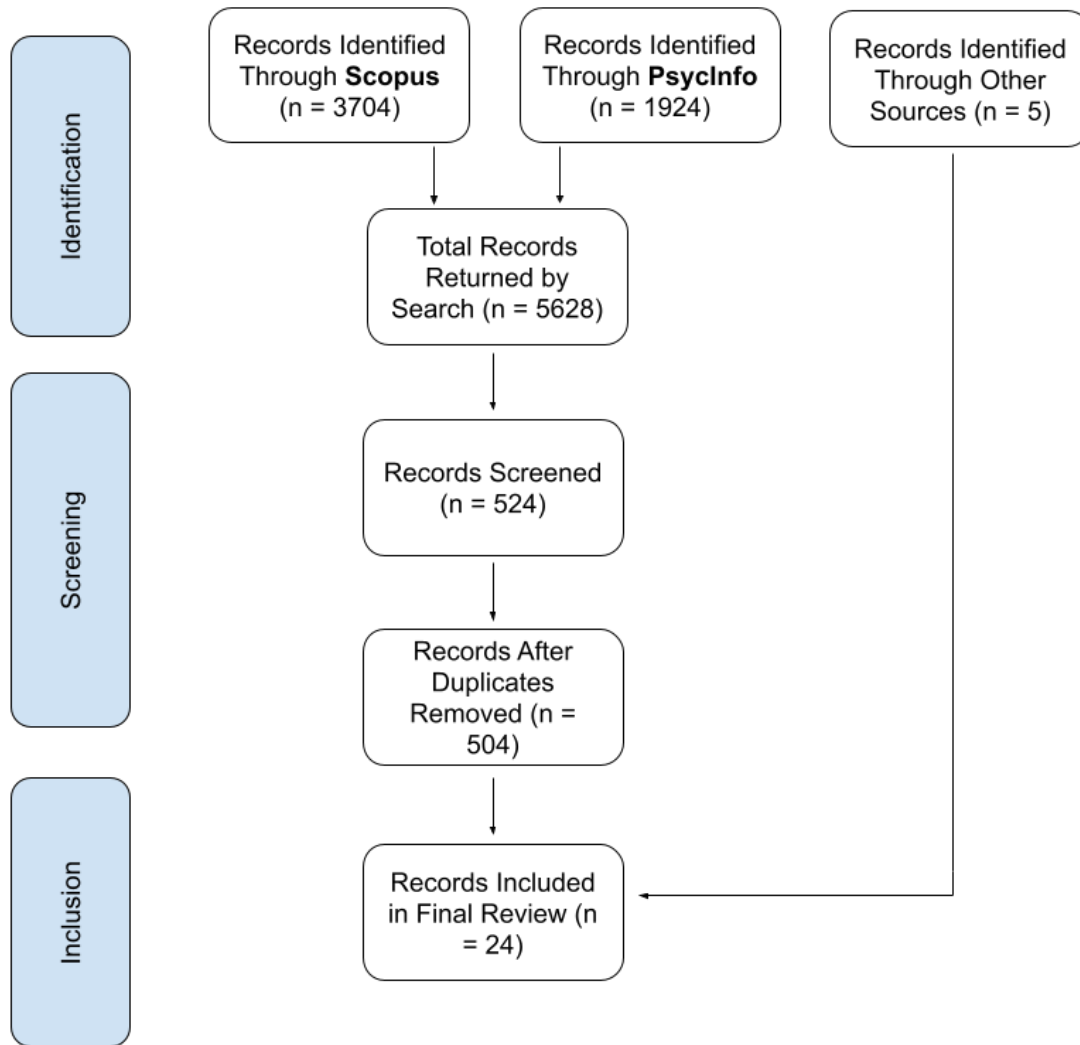 Identification
Records Identified
Through Scopus
(n = 3704)
Records Identified
Through PsycInfo
(n = 1924)
Records Identified
Through Other
Sources (n = 5)
Total Records
Returned by
Search (n = 5628)
Screening
Records Screened
(n = 524)
Records After
Duplicates
Removed (n =
504)
Inclusion
Records Included
in Final Review (n
= 24)